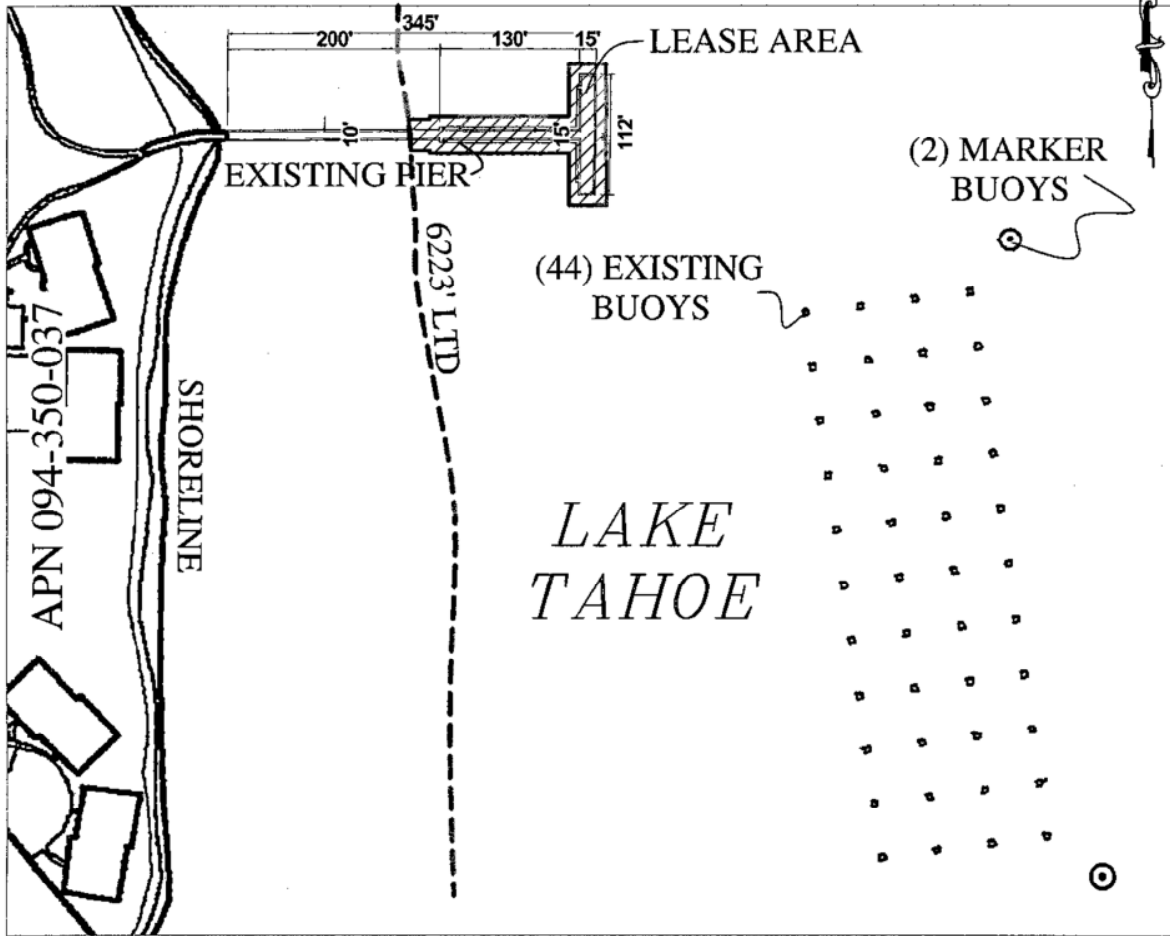 345'
200'
130'
15'
LEASE AREA
10'
15'
112'
EXISTING PIER
(2) MARKER
BUOYS
6223' LTD
(44) EXISTING
BUOYS
APN 094-350-037
SHORELINE
LAKE
TAHOE